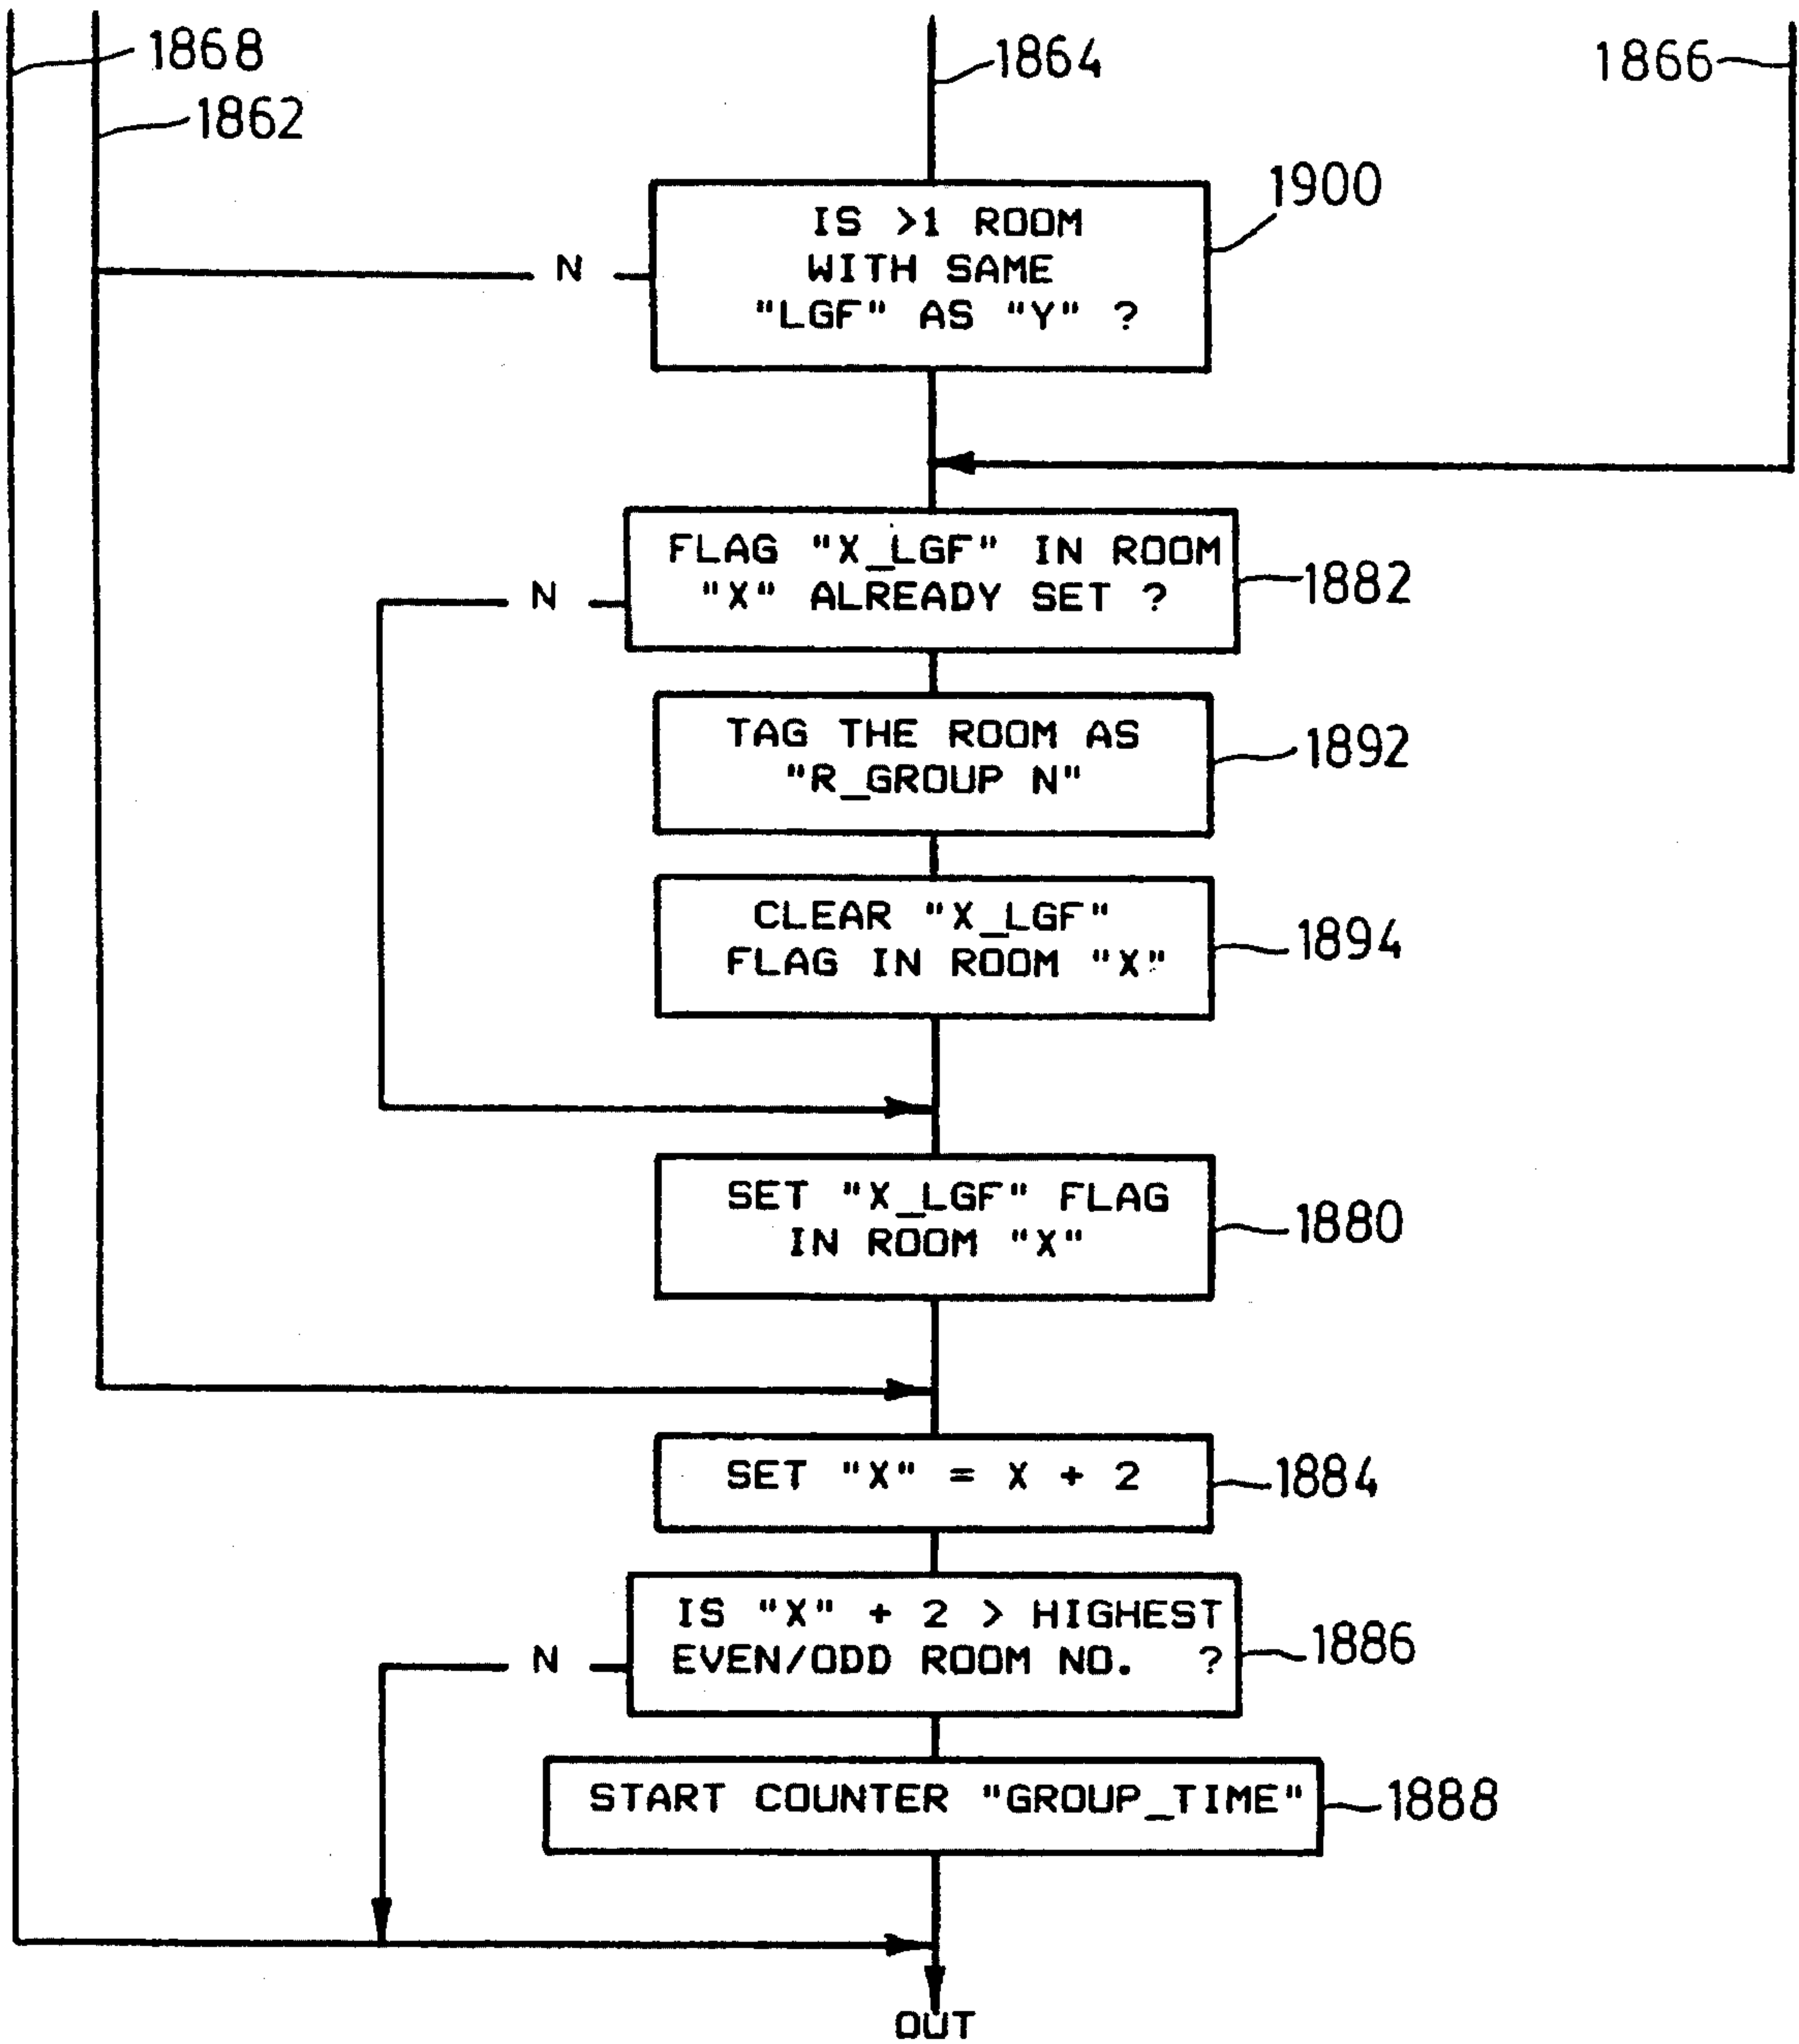 1868
1862
1864
1866
1900
IS >1 ROOM
WITH SAME
"LGF" AS "Y" ?
N
FLAG "X_LGF" IN ROOM
"X" ALREADY SET ?
N
1882
TAG THE ROOM AS
"R_GROUP N"
1892
CLEAR "X_LGF"
FLAG IN ROOM "X"
1894
SET "X_LGF" FLAG
IN ROOM "X"
1880
SET "X" = X + 2
1884
IS "X" + 2 > HIGHEST
EVEN/ODD ROOM NO. ?
N
1886
START COUNTER "GROUP_TIME"
1888
OUT